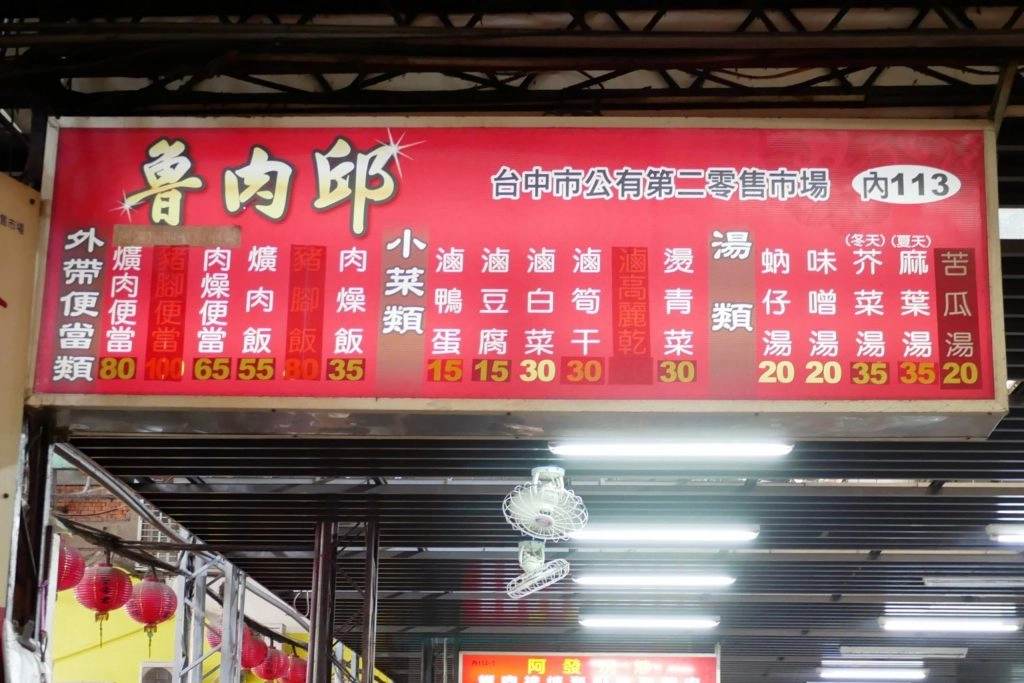 魯肉邱
台中市公有第二零售市場 內113
外帶便當類
爌肉便當 80
豬腳便當 100
肉燥便當 65
爌肉飯 55
豬腳飯 80
肉燥飯 35
小菜類
滷鴨蛋 15
滷豆腐 15
滷白菜 30
滷筍干 30
滷高麗乾
燙青菜 30
湯類
蚋仔湯 20
味噌湯 20
(冬天) 芥菜湯 35
(夏天) 麻葉湯 35
苦瓜湯 20
售市場